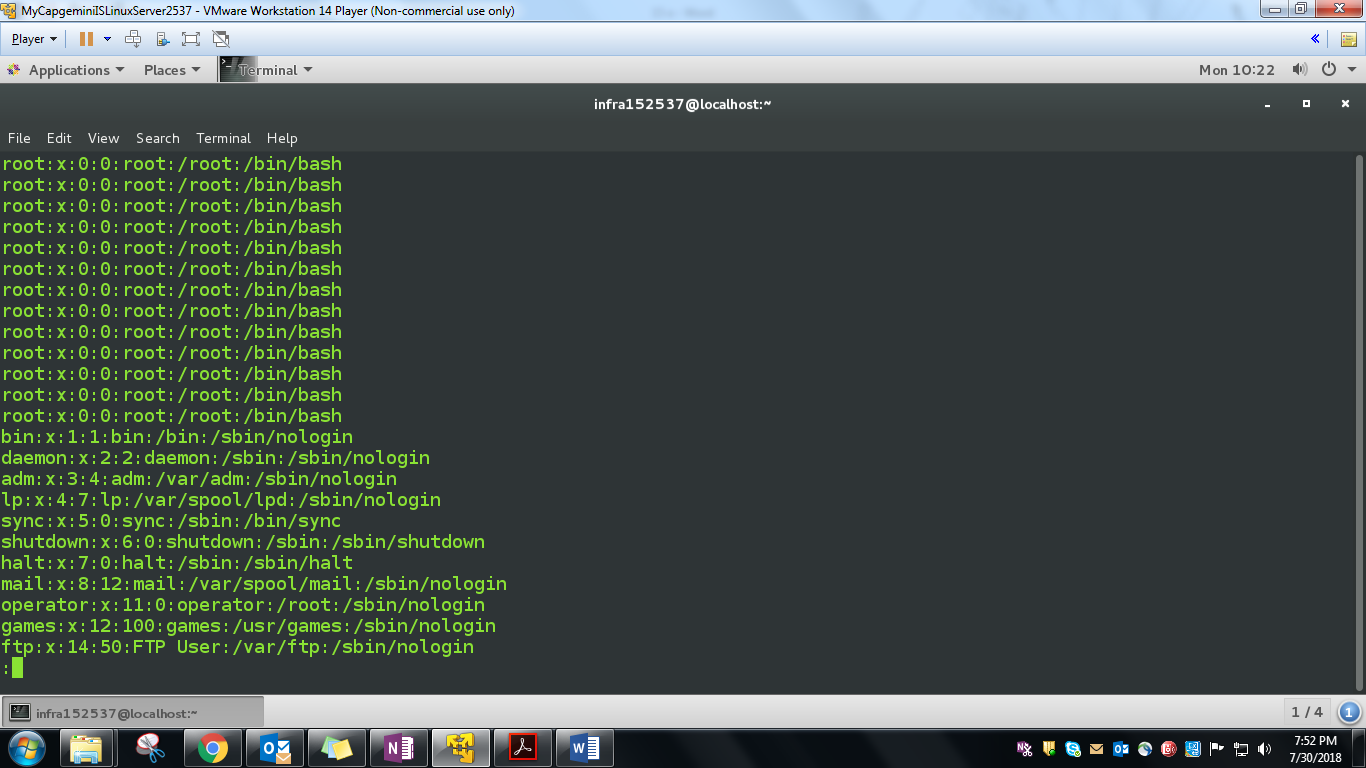 MyCapgeminiISLinuxServer2537 - VMware Workstation 14 Player (Non-commercial use only)
Player
Applications Places Terminal Mon 10:22
infra152537@localhost:~
File Edit View Search Terminal Help
root:x:0:0:root:/root:/bin/bash
root:x:0:0:root:/root:/bin/bash
root:x:0:0:root:/root:/bin/bash
root:x:0:0:root:/root:/bin/bash
root:x:0:0:root:/root:/bin/bash
root:x:0:0:root:/root:/bin/bash
root:x:0:0:root:/root:/bin/bash
root:x:0:0:root:/root:/bin/bash
root:x:0:0:root:/root:/bin/bash
root:x:0:0:root:/root:/bin/bash
root:x:0:0:root:/root:/bin/bash
root:x:0:0:root:/root:/bin/bash
root:x:0:0:root:/root:/bin/bash
bin:x:1:1:bin:/bin:/sbin/nologin
daemon:x:2:2:daemon:/sbin:/sbin/nologin
adm:x:3:4:adm:/var/adm:/sbin/nologin
lp:x:4:7:lp:/var/spool/lpd:/sbin/nologin
sync:x:5:0:sync:/sbin:/bin/sync
shutdown:x:6:0:shutdown:/sbin:/sbin/shutdown
halt:x:7:0:halt:/sbin:/sbin/halt
mail:x:8:12:mail:/var/spool/mail:/sbin/nologin
operator:x:11:0:operator:/root:/sbin/nologin
games:x:12:100:games:/usr/games:/sbin/nologin
ftp:x:14:50:FTP User:/var/ftp:/sbin/nologin
:
infra152537@localhost:~ 1 / 4 1
7:52 PM
7/30/2018